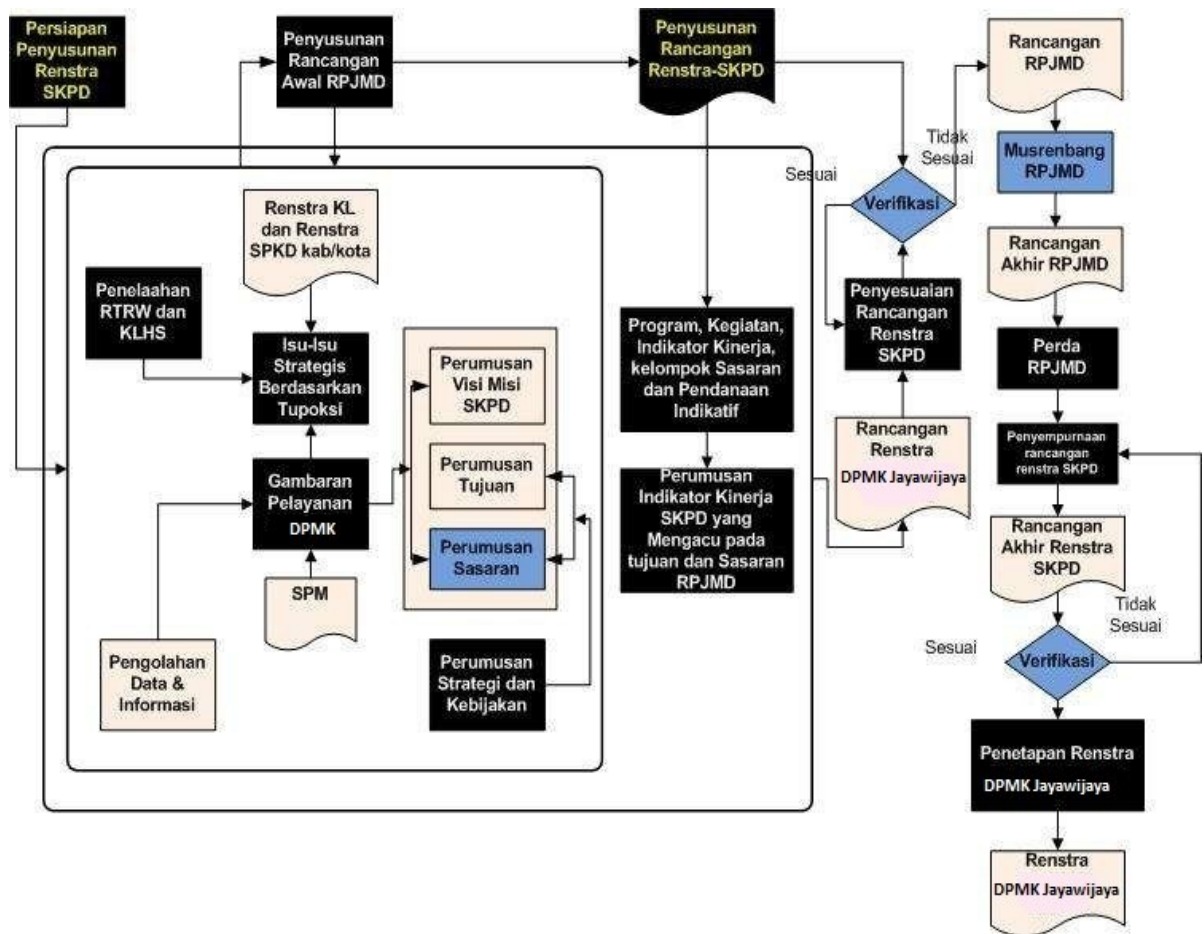 Persiapan
Penyusunan
Renstra
SKPD
Penyusunan
Rancangan
Awal RPJMD
Penyusunan
Rancangan
Renstra-SKPD
Rancangan
RPJMD
Tidak
Sesuai
Sesuai
Verifikasi
Musrenbang
RPJMD
Renstra KL
dan Renstra
SPKD kab/kota
Rancangan
Akhir RPJMD
Penelaahan
RTRW dan
KLHS
Isu-Isu
Strategis
Berdasarkan
Tupoksi
Perumusan
Visi Misi
SKPD
Program, Kegiatan,
Indikator Kinerja,
kelompok Sasaran
dan Pendanaan
Indikatif
Penyesuaian
Rancangan
Renstra
SKPD
Perda
RPJMD
Gambaran
Pelayanan
DPMK
Perumusan
Tujuan
Perumusan
Indikator Kinerja
SKPD yang
Mengacu pada
tujuan dan Sasaran
RPJMD
Rancangan
Renstra
DPMK Jayawijaya
Penyempurnaan
rancangan
renstra SKPD
Perumusan
Sasaran
Rancangan
Akhir Renstra
SKPD
SPM
Tidak
Sesuai
Sesuai
Verifikasi
Pengolahan
Data &
Informasi
Perumusan
Strategi dan
Kebijakan
Penetapan Renstra
DPMK Jayawijaya
Renstra
DPMK Jayawijaya